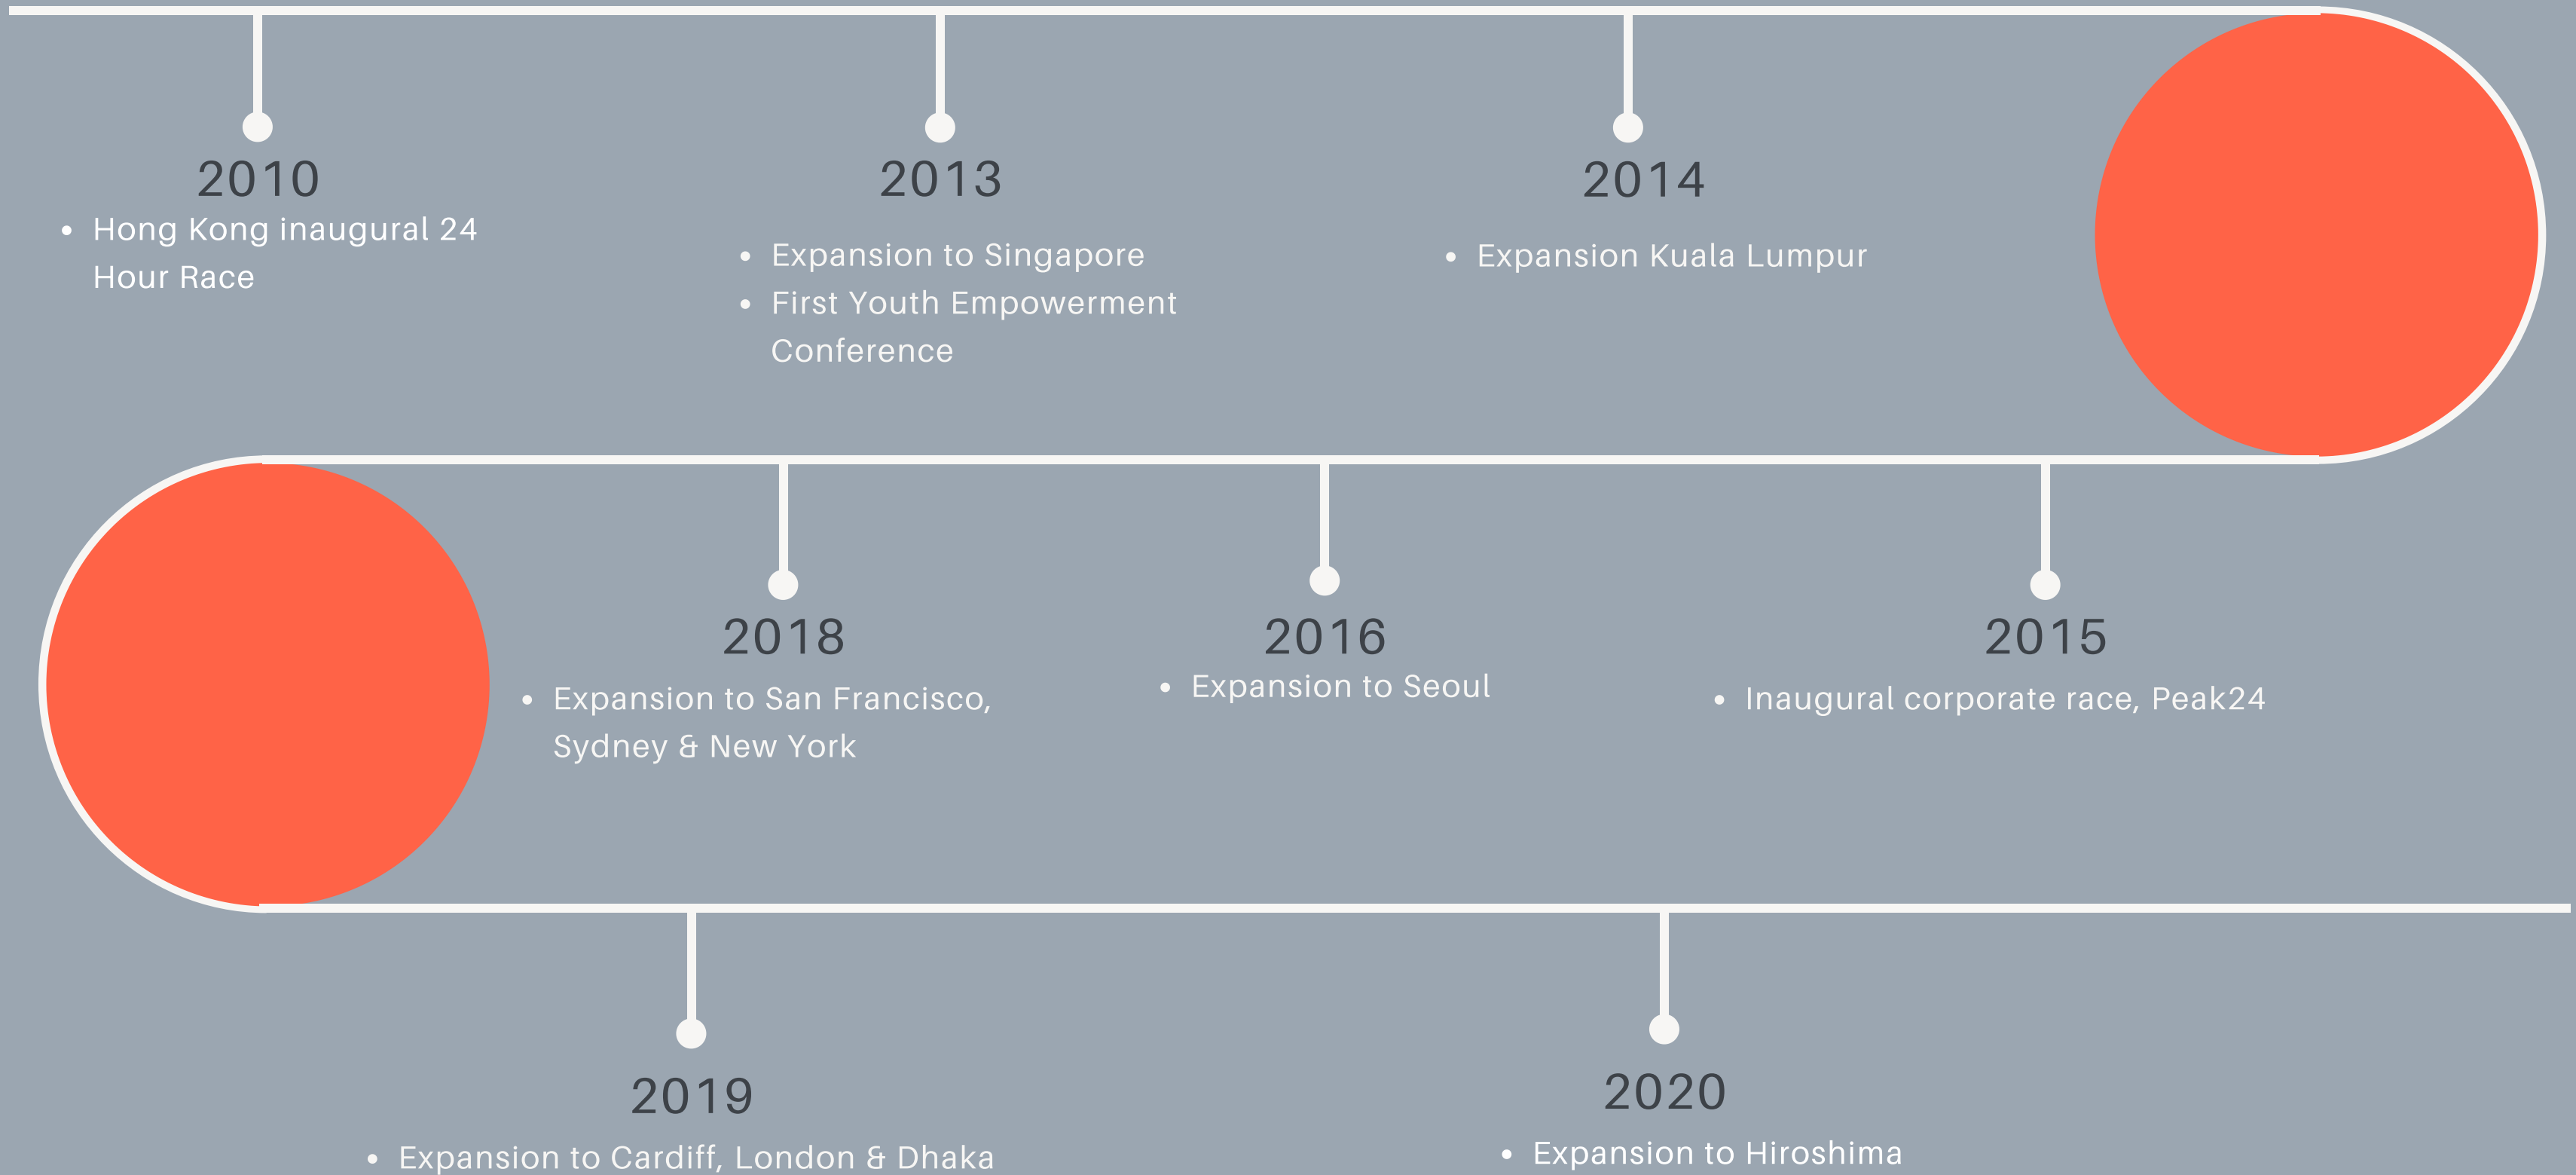 2010
• Hong Kong inaugural 24
Hour Race
2013
• Expansion to Singapore
• First Youth Empowerment
Conference
2014
• Expansion Kuala Lumpur
2018
• Expansion to San Francisco,
Sydney & New York
2016
• Expansion to Seoul
2015
• Inaugural corporate race, Peak24
2019
• Expansion to Cardiff, London & Dhaka
2020
• Expansion to Hiroshima